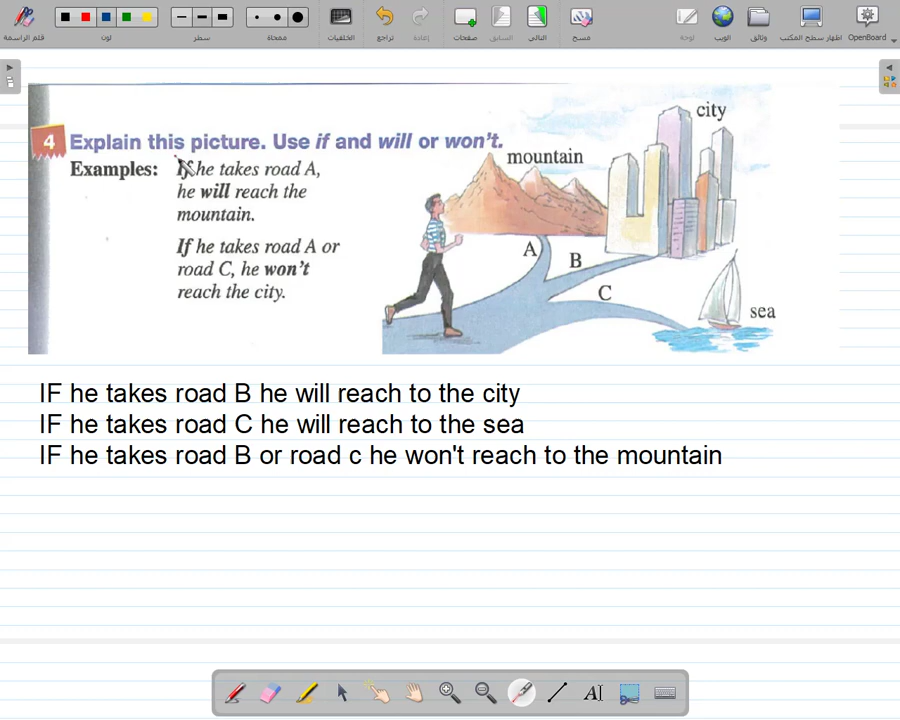 قلم الراسمة
لون
سطر
ممحاة
الخلفيات
تراجع
إعادة
صفحات
السابق
التالي
مسح
لوحة
الويب
وثائق
اظهار سطح المكتب
OpenBoard
4 Explain this picture. Use if and will or won't.
Examples: If he takes road A,
he will reach the
mountain.
If he takes road A or
road C, he won't
reach the city.
city
mountain
A
B
C
sea
IF he takes road B he will reach to the city
IF he takes road C he will reach to the sea
IF he takes road B or road c he won't reach to the mountain